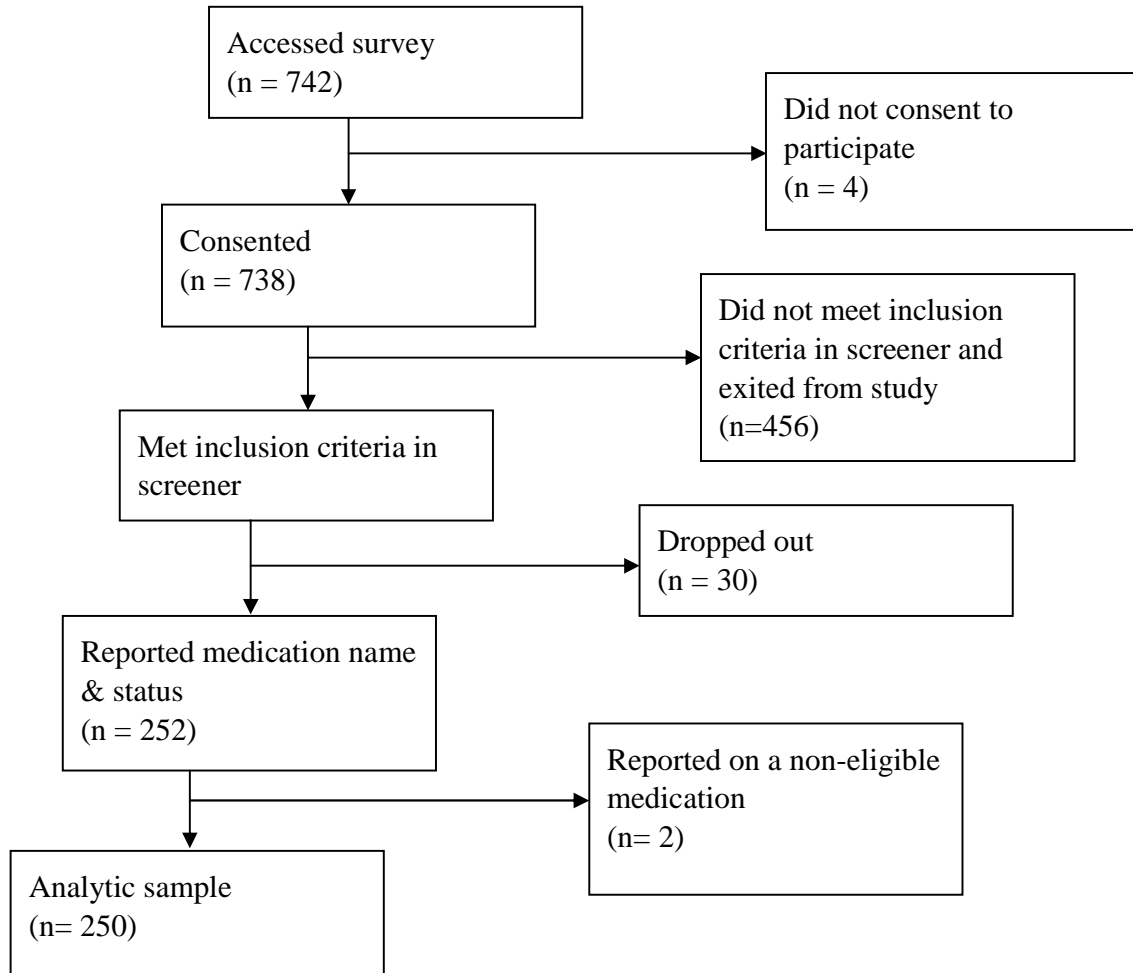 Accessed survey
(n = 742)
Did not consent to
participate
(n = 4)
Consented
(n = 738)
Did not meet inclusion
criteria in screener and
exited from study
(n=456)
Met inclusion criteria in
screener
Dropped out
(n = 30)
Reported medication name
& status
(n = 252)
Reported on a non-eligible
medication
(n= 2)
Analytic sample
(n= 250)